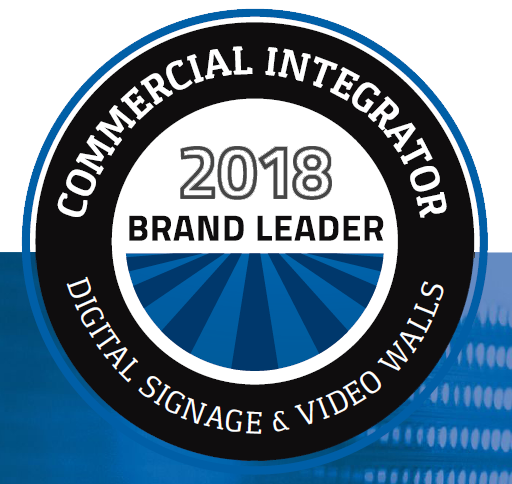 COMMERCIAL INTEGRATOR
2018
BRAND LEADER
DIGITAL SIGNAGE & VIDEO WALLS